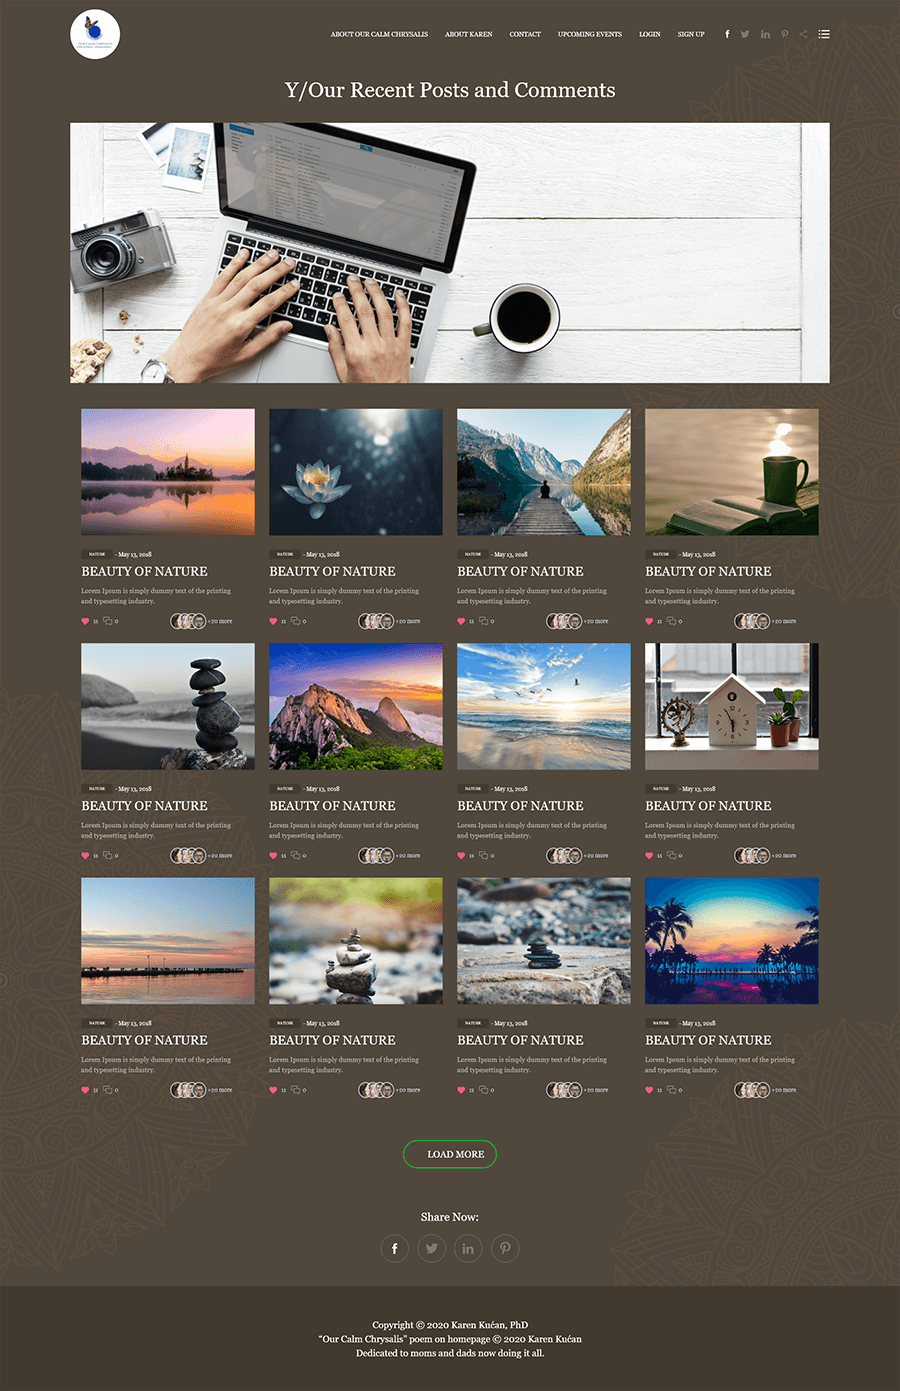 OUR CALM CHRYSALIS
ABOUT OUR CALM CHRYSALIS ABOUT KAREN CONTACT UPCOMING EVENTS LOGIN SIGN UP
Y/Our Recent Posts and Comments
NATURE - May 13, 2018 NATURE - May 13, 2018 NATURE - May 13, 2018 NATURE - May 13, 2018
BEAUTY OF NATURE BEAUTY OF NATURE BEAUTY OF NATURE BEAUTY OF NATURE
Lorem Ipsum is simply dummy text of the printing Lorem Ipsum is simply dummy text of the printing Lorem Ipsum is simply dummy text of the printing Lorem Ipsum is simply dummy text of the printing
and typesetting industry. and typesetting industry. and typesetting industry. and typesetting industry.
11 0 +20 more 11 0 +20 more 11 0 +20 more 11 0 +20 more
NATURE - May 13, 2018 NATURE - May 13, 2018 NATURE - May 13, 2018 NATURE - May 13, 2018
BEAUTY OF NATURE BEAUTY OF NATURE BEAUTY OF NATURE BEAUTY OF NATURE
Lorem Ipsum is simply dummy text of the printing Lorem Ipsum is simply dummy text of the printing Lorem Ipsum is simply dummy text of the printing Lorem Ipsum is simply dummy text of the printing
and typesetting industry. and typesetting industry. and typesetting industry. and typesetting industry.
11 0 +20 more 11 0 +20 more 11 0 +20 more 11 0 +20 more
NATURE - May 13, 2018 NATURE - May 13, 2018 NATURE - May 13, 2018 NATURE - May 13, 2018
BEAUTY OF NATURE BEAUTY OF NATURE BEAUTY OF NATURE BEAUTY OF NATURE
Lorem Ipsum is simply dummy text of the printing Lorem Ipsum is simply dummy text of the printing Lorem Ipsum is simply dummy text of the printing Lorem Ipsum is simply dummy text of the printing
and typesetting industry. and typesetting industry. and typesetting industry. and typesetting industry.
11 0 +20 more 11 0 +20 more 11 0 +20 more 11 0 +20 more
LOAD MORE
Share Now:
Copyright © 2020 Karen Kućan, PhD
“Our Calm Chrysalis” poem on homepage © 2020 Karen Kućan
Dedicated to moms and dads now doing it all.